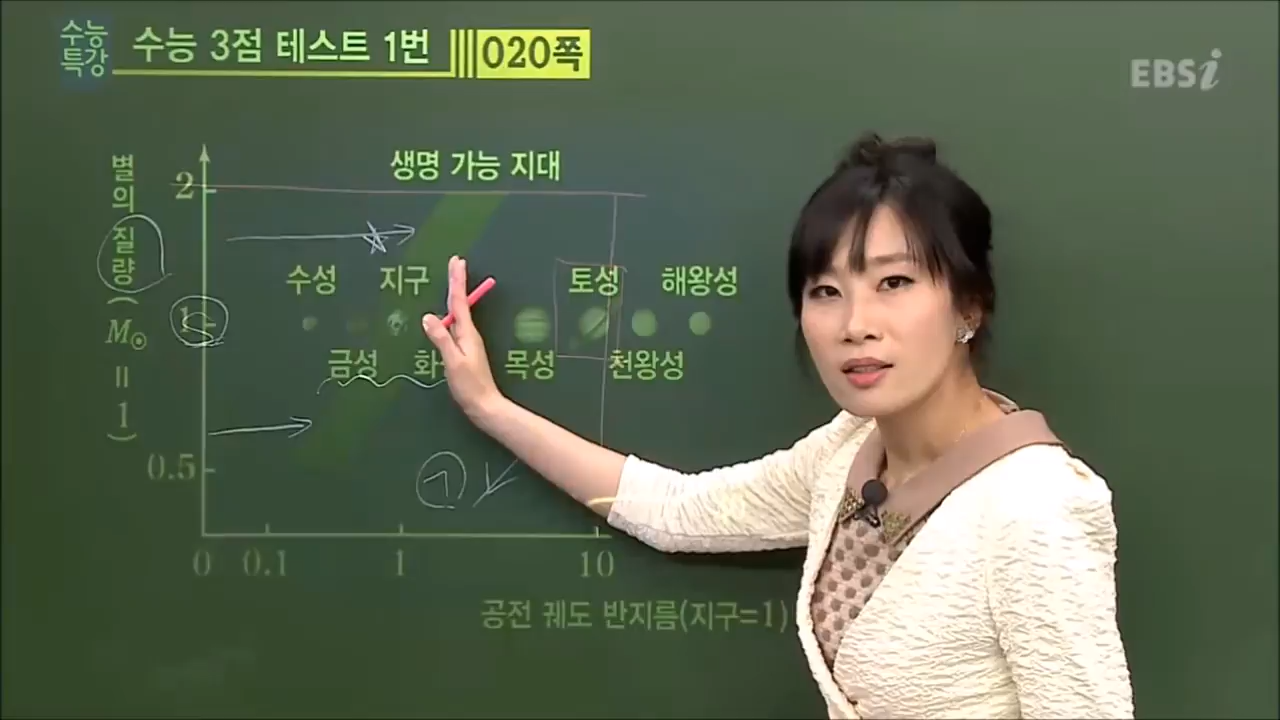 수능
특강
수능 3점 테스트 1번
020쪽
EBSi
생명 가능 지대
별의 질량(M☉=1)
2
1
0.5
수성
지구
토성
해왕성
금성
목성
천왕성
ㄱ
0
0.1
1
10
공전 궤도 반지름(지구=1)